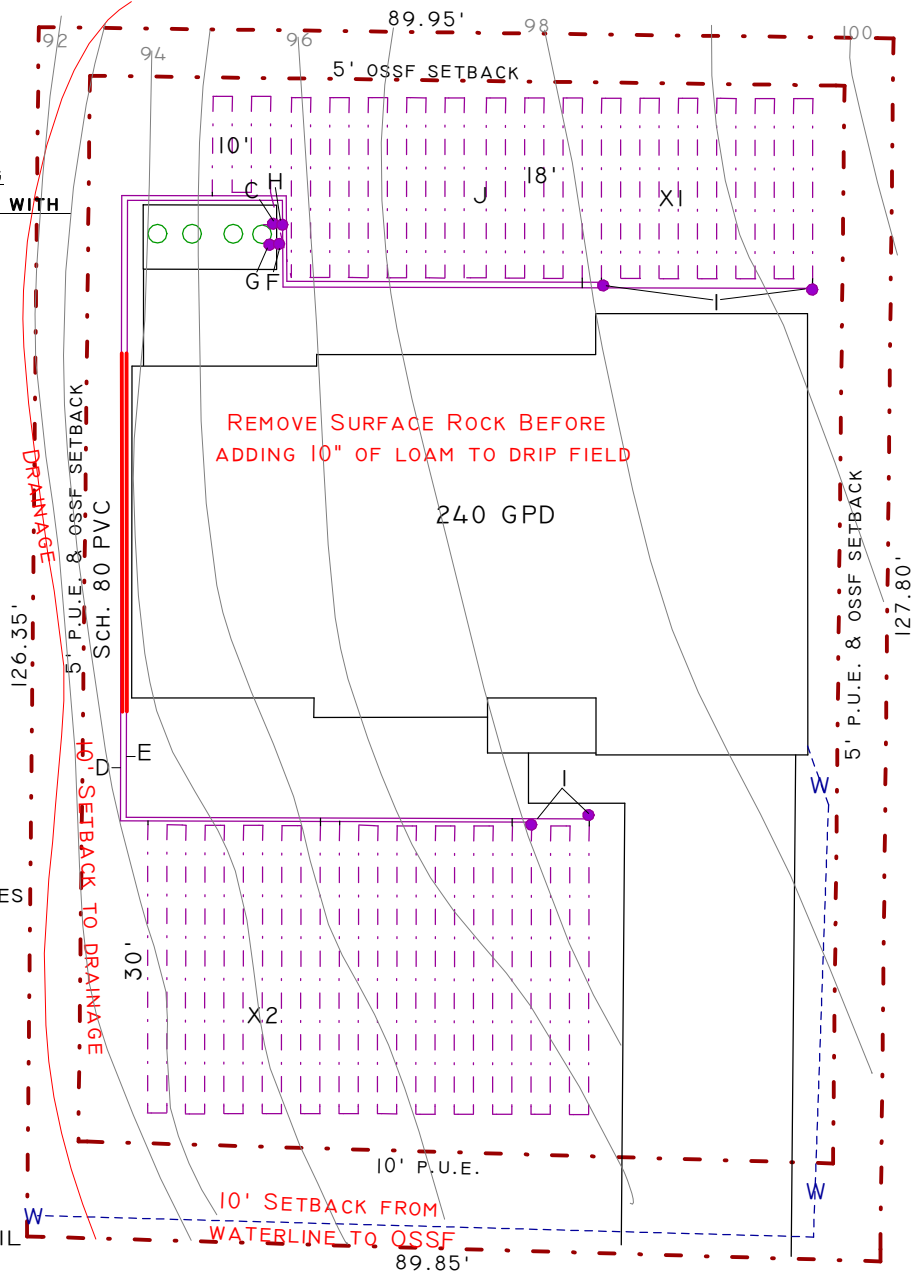 89.95'
92
94
96
98
100
5' OSSF SETBACK
10'
18'
WITH
C
H
J
X1
G
F
I
REMOVE SURFACE ROCK BEFORE
ADDING 10" OF LOAM TO DRIP FIELD
240 GPD
DRAINAGE
5' P.U.E. & OSSF SETBACK
SCH. 80 PVC
126.35'
5' P.U.E. & OSSF SETBACK
127.80'
D
E
I
W
10' SETBACK TO DRAINAGE
ES
30'
X2
10' P.U.E.
W
W
10' SETBACK FROM
WATERLINE TO OSSF
IL
89.85'